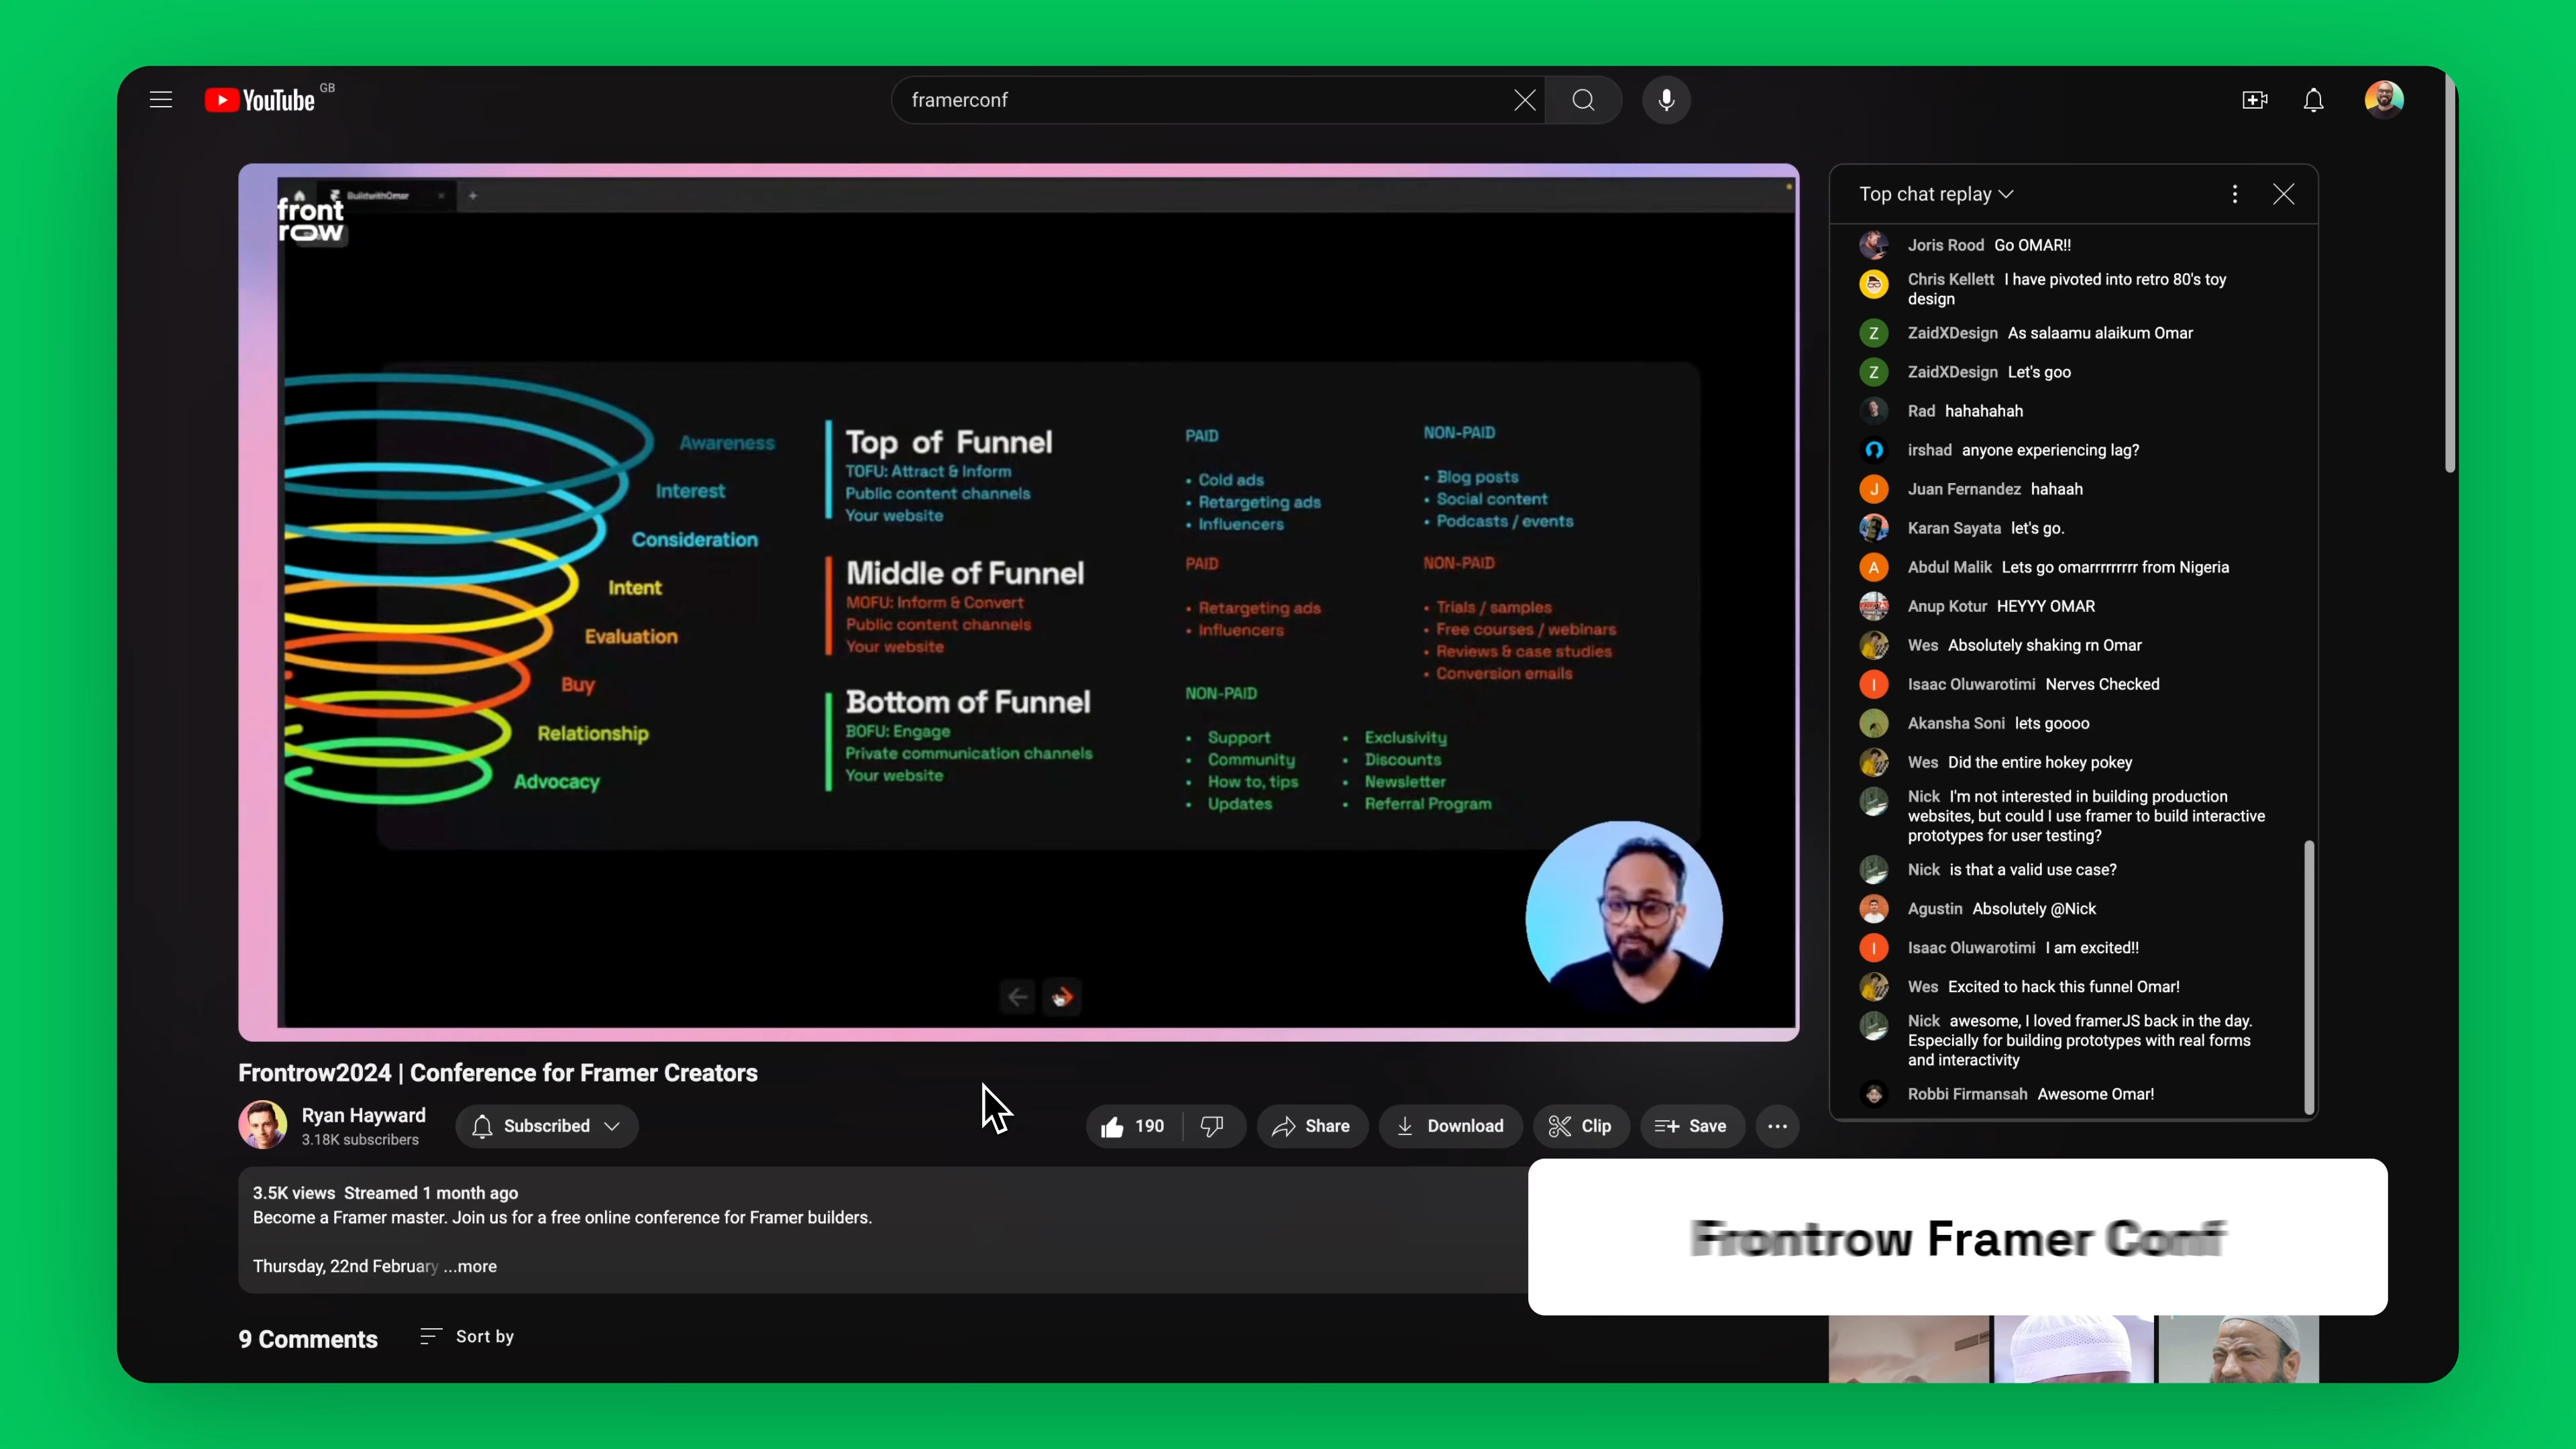 YouTube GB
framerconf
BuildwithOmar
front
row
Awareness
Interest
Consideration
Intent
Evaluation
Buy
Relationship
Advocacy
Top of Funnel
TOFU: Attract & Inform
Public content channels
Your website
PAID
• Cold ads
• Retargeting ads
• Influencers
NON-PAID
• Blog posts
• Social content
• Podcasts / events
Middle of Funnel
MOFU: Inform & Convert
Public content channels
Your website
PAID
• Retargeting ads
• Influencers
NON-PAID
• Trials / samples
• Free courses / webinars
• Reviews & case studies
• Conversion emails
Bottom of Funnel
BOFU: Engage
Private communication channels
Your website
NON-PAID
• Support
• Community
• How to, tips
• Updates
• Exclusivity
• Discounts
• Newsletter
• Referral Program
Top chat replay
Joris Rood Go OMAR!!
Chris Kellett I have pivoted into retro 80's toy
design
Z ZaidXDesign As salaamu alaikum Omar
Z ZaidXDesign Let's goo
Rad hahahahah
irshad anyone experiencing lag?
J Juan Fernandez hahaah
Karan Sayata let's go.
A Abdul Malik Lets go omarrrrrrrr from Nigeria
Anup Kotur HEYYY OMAR
Wes Absolutely shaking rn Omar
I Isaac Oluwarotimi Nerves Checked
Akansha Soni lets goooo
Wes Did the entire hokey pokey
Nick I'm not interested in building production
websites, but could I use framer to build interactive
prototypes for user testing?
Nick is that a valid use case?
Agustin Absolutely @Nick
I Isaac Oluwarotimi I am excited!!
Wes Excited to hack this funnel Omar!
Nick awesome, I loved framerJS back in the day.
Especially for building prototypes with real forms
and interactivity
Robbi Firmansah Awesome Omar!
Frontrow2024 | Conference for Framer Creators
Ryan Hayward
3.18K subscribers
Subscribed
190
Share
Download
Clip
Save
3.5K views Streamed 1 month ago
Become a Framer master. Join us for a free online conference for Framer builders.
Thursday, 22nd February ...more
Frontrow Framer Conf
9 Comments
Sort by